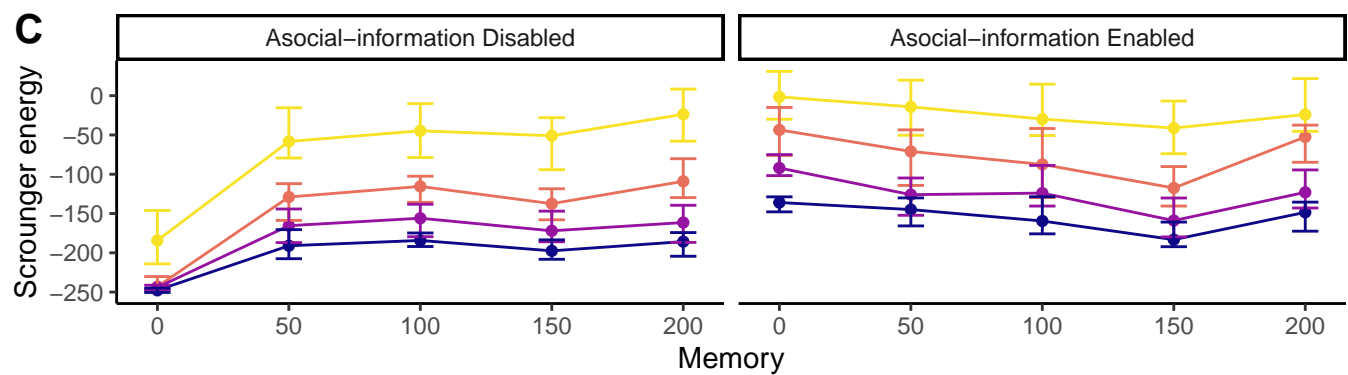 C
Asocial−information Disabled
Asocial−information Enabled
Scrounger energy
0
−50
−100
−150
−200
−250
0 50 100 150 200
0 50 100 150 200
Memory